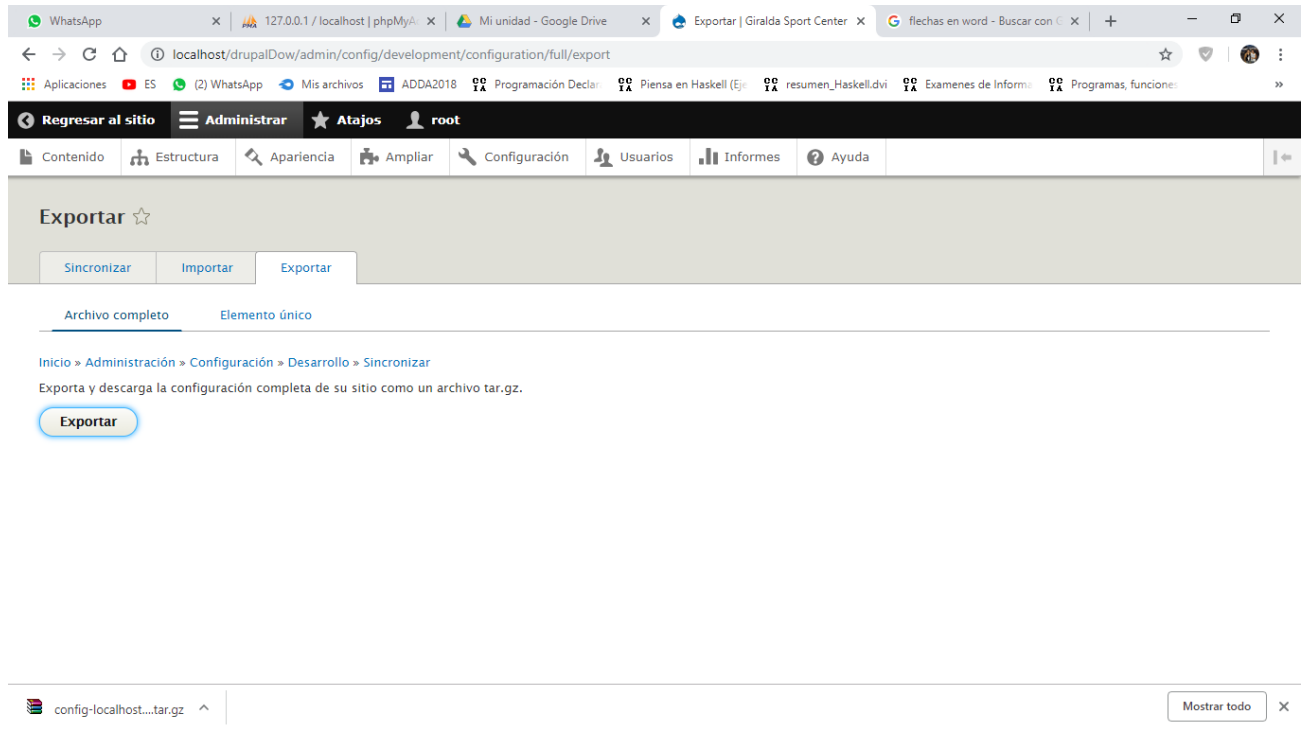 WhatsApp
127.0.0.1 / localhost | phpMyA
Mi unidad - Google Drive
Exportar | Giralda Sport Center
flechas en word - Buscar con G
localhost/drupalDow/admin/config/development/configuration/full/export
Aplicaciones
ES
(2) WhatsApp
Mis archivos
ADDA2018
Programación Declar
Piensa en Haskell (Eje
resumen_Haskell.dvi
Examenes de Informa
Programas, funciones
Regresar al sitio
Administrar
Atajos
root
Contenido
Estructura
Apariencia
Ampliar
Configuración
Usuarios
Informes
Ayuda
Exportar
Sincronizar
Importar
Exportar
Archivo completo
Elemento único
Inicio » Administración » Configuración » Desarrollo » Sincronizar
Exporta y descarga la configuración completa de su sitio como un archivo tar.gz.
Exportar
config-localhost....tar.gz
Mostrar todo